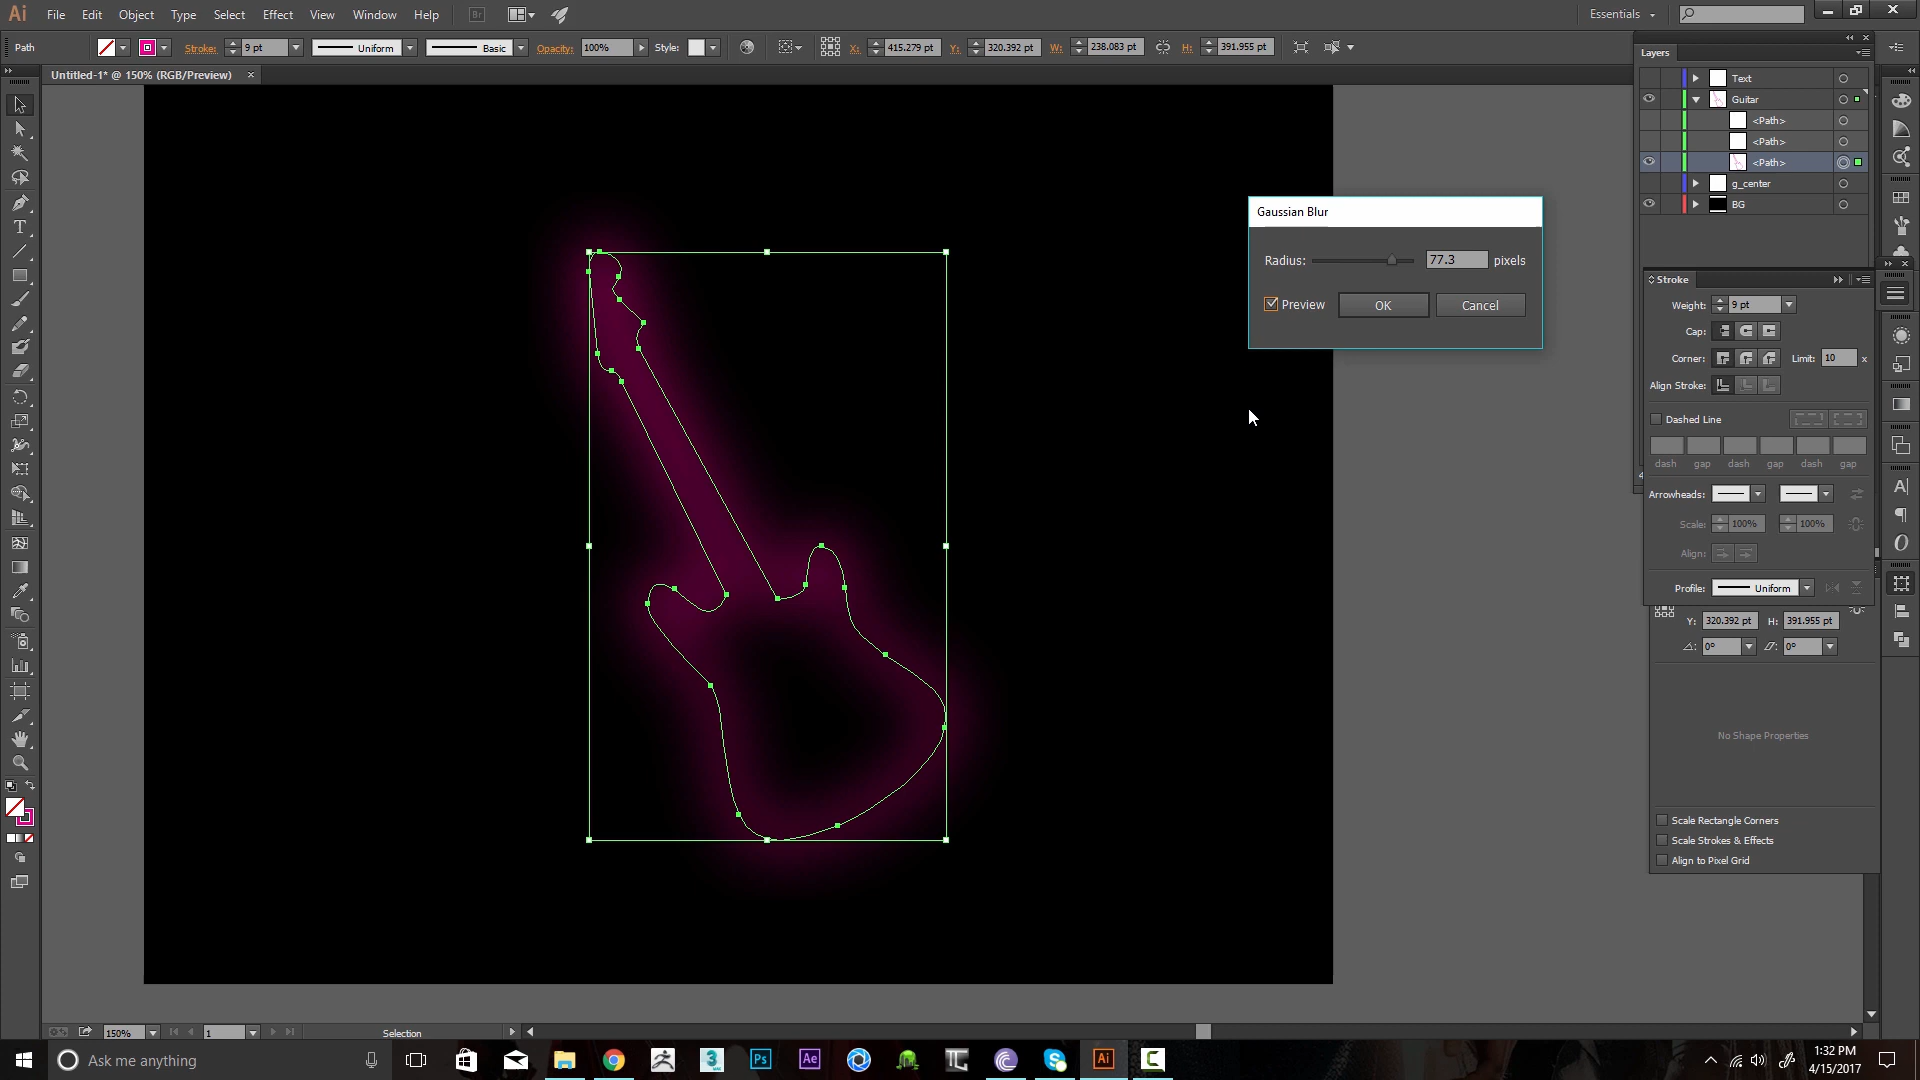 Ai File Edit Object Type Select Effect View Window Help Br Essentials
Path Stroke: 9 pt Uniform Basic Opacity: 100% Style: X: 415.279 pt Y: 320.392 pt W: 238.083 pt H: 391.955 pt
Untitled-1* @ 150% (RGB/Preview) ×
Layers
Text
Guitar
<Path>
<Path>
<Path>
g_center
BG
Gaussian Blur
Radius: 77.3 pixels
Preview OK Cancel
Stroke
Weight: 9 pt
Cap:
Corner: Limit: 10 x
Align Stroke:
Dashed Line
dash gap dash gap dash gap
Arrowheads:
Scale: 100% 100%
Align:
Profile: Uniform
Y: 320.392 pt H: 391.955 pt
0° 0°
No Shape Properties
Scale Rectangle Corners
Scale Strokes & Effects
Align to Pixel Grid
150% 1 Selection
Ask me anything
Ps Ae Ai
1:32 PM
4/15/2017